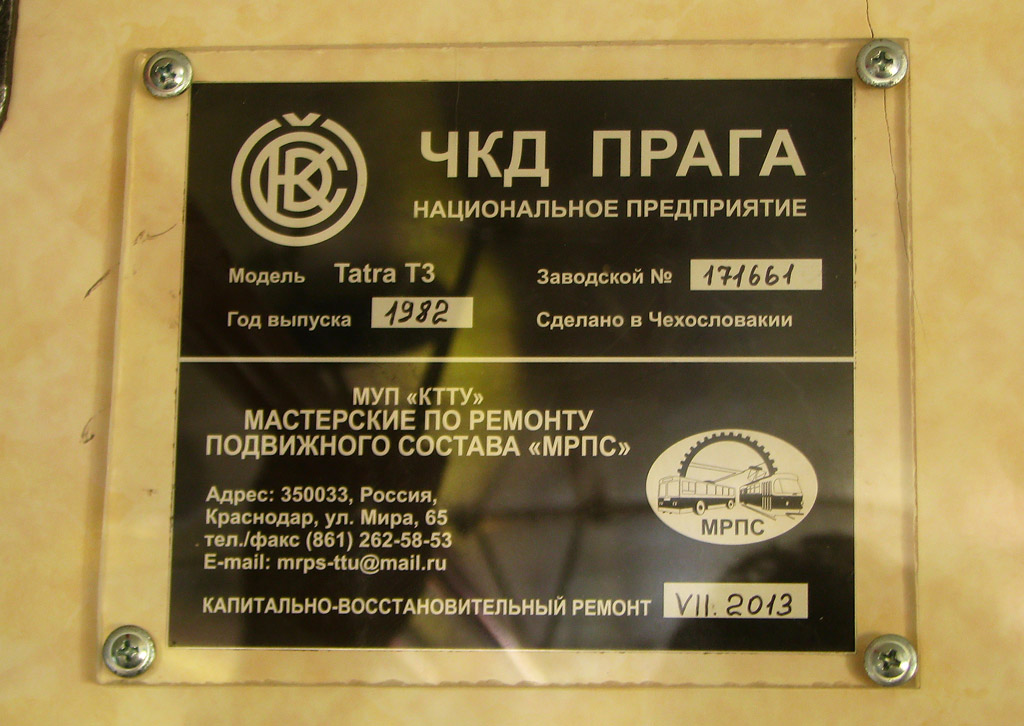 ČKD
ЧКД ПРАГА
НАЦИОНАЛЬНОЕ ПРЕДПРИЯТИЕ
Модель Tatra T3 Заводской № 171661
Год выпуска 1982 Сделано в Чехословакии
МУП «КТТУ»
МАСТЕРСКИЕ ПО РЕМОНТУ
ПОДВИЖНОГО СОСТАВА «МРПС»
Адрес: 350033, Россия,
Краснодар, ул. Мира, 65
тел./факс (861) 262-58-53
E-mail: mrps-ttu@mail.ru
МРПС
КАПИТАЛЬНО-ВОССТАНОВИТЕЛЬНЫЙ РЕМОНТ VII. 2013